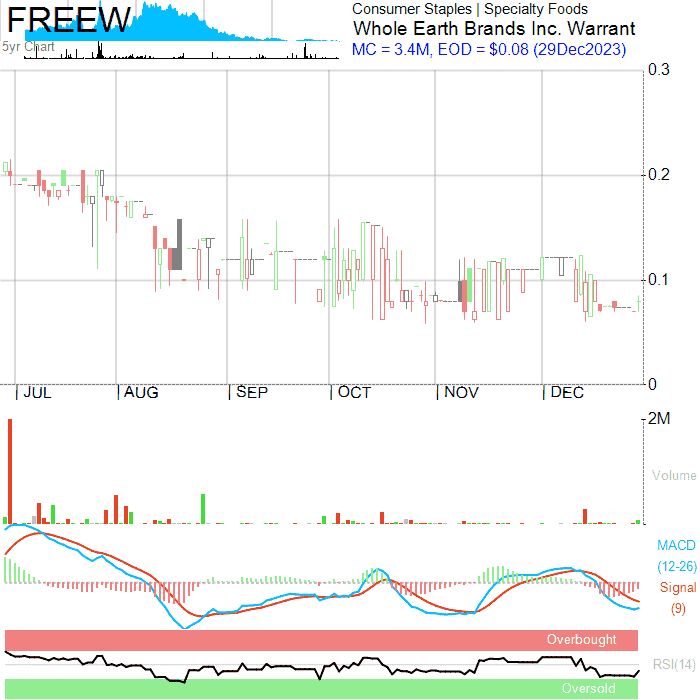 FREEW
5yr Chart
Consumer Staples | Specialty Foods
Whole Earth Brands Inc. Warrant
MC = 3.4M, EOD = $0.08 (29Dec2023)
0.3
0.2
0.1
0
| JUL | AUG | SEP | OCT | NOV | DEC
2M
Volume
MACD
(12-26)
Signal
(9)
Overbought
RSI(14)
Oversold